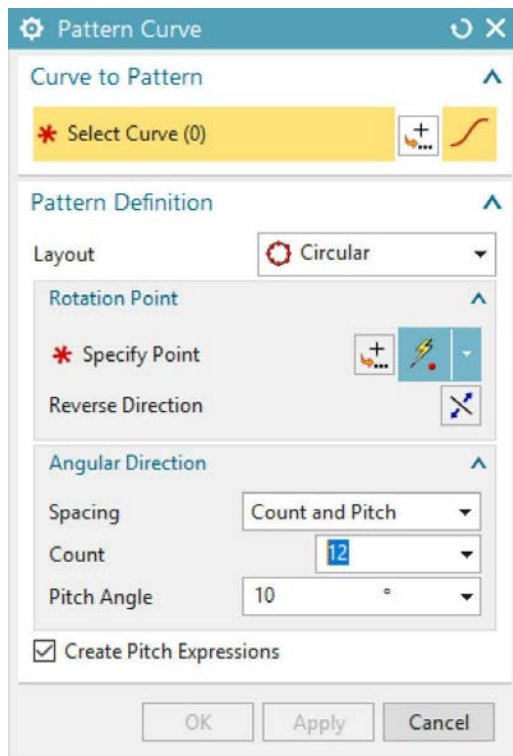 Pattern Curve
Curve to Pattern
* Select Curve (0)
Pattern Definition
Layout Circular
Rotation Point
* Specify Point
Reverse Direction
Angular Direction
Spacing Count and Pitch
Count 12
Pitch Angle 10 °
Create Pitch Expressions
OK Apply Cancel